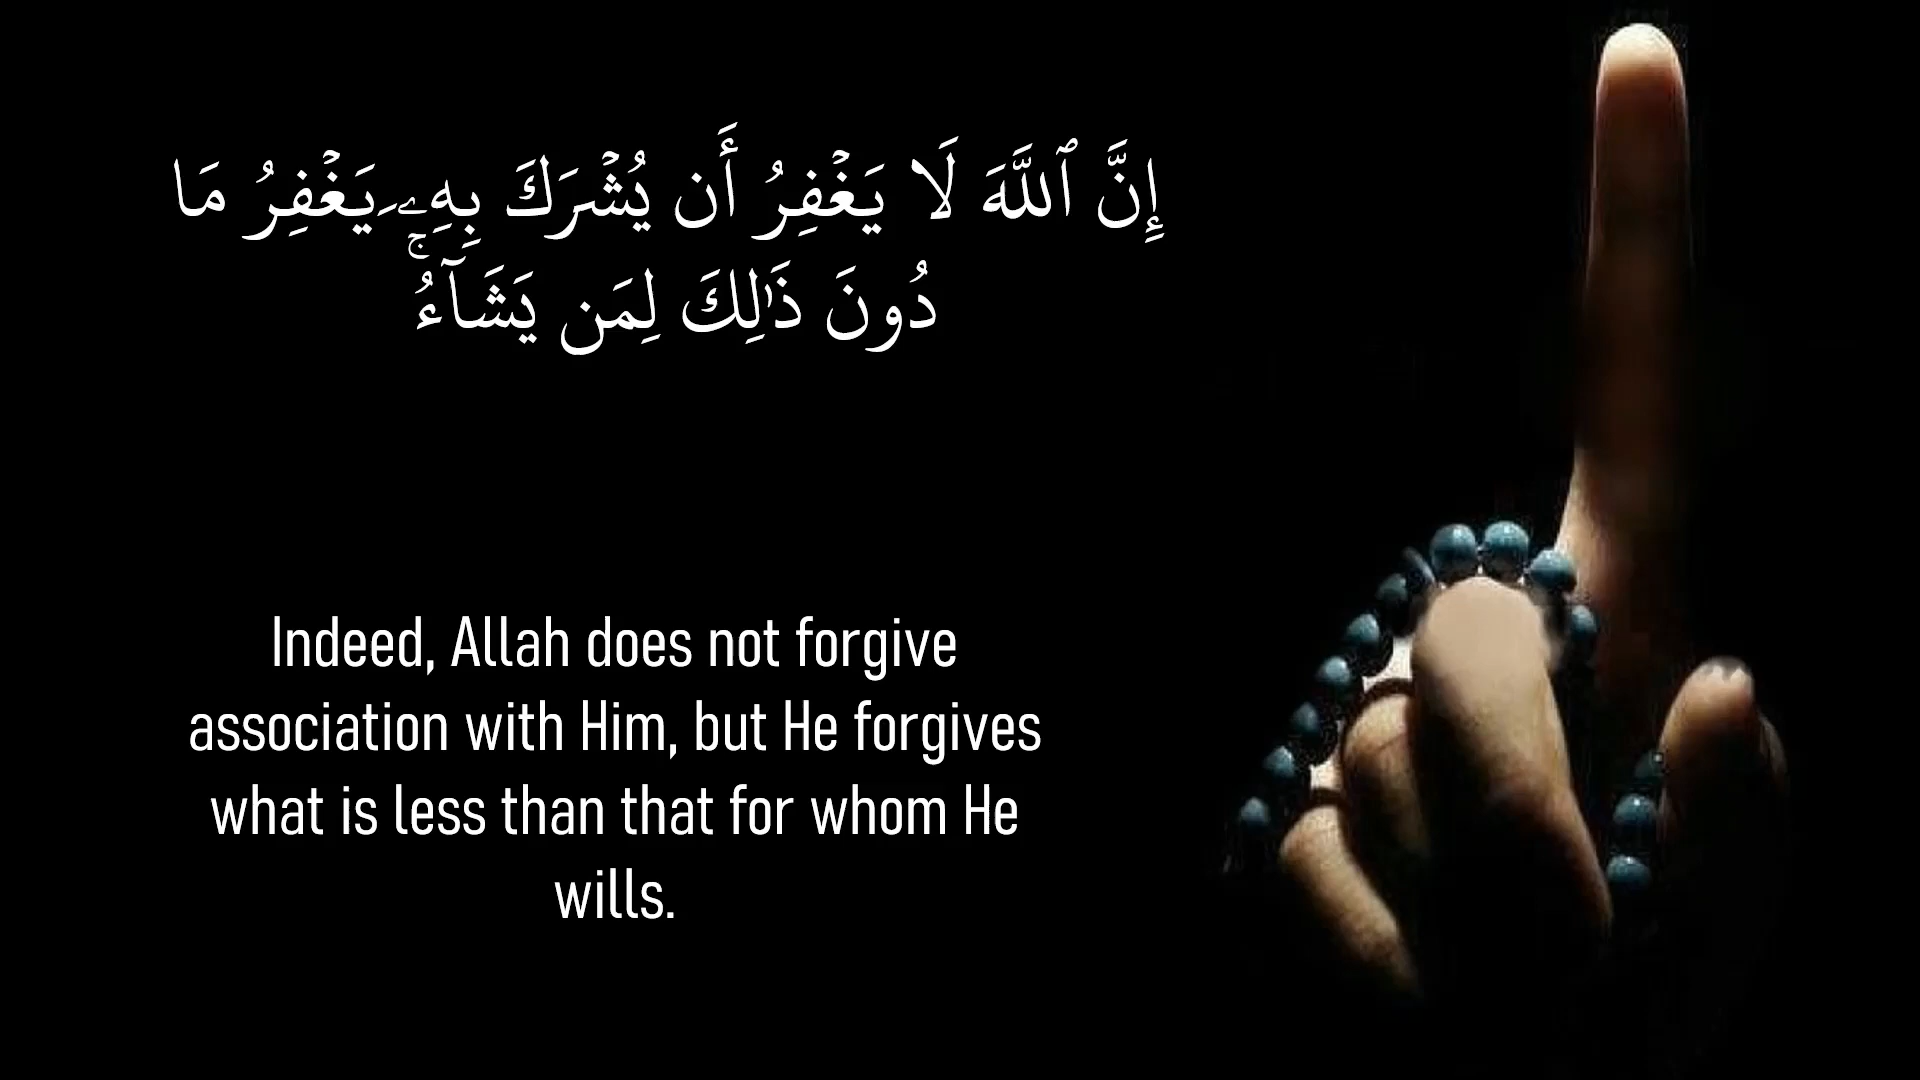 إِنَّ ٱللَّهَ لَا يَغْفِرُ أَن يُشْرَكَ بِهِۦ يَغْفِرُ مَا
دُونَ ذَٰلِكَ لِمَن يَشَآءُ ۚ
Indeed, Allah does not forgive
association with Him, but He forgives
what is less than that for whom He
wills.